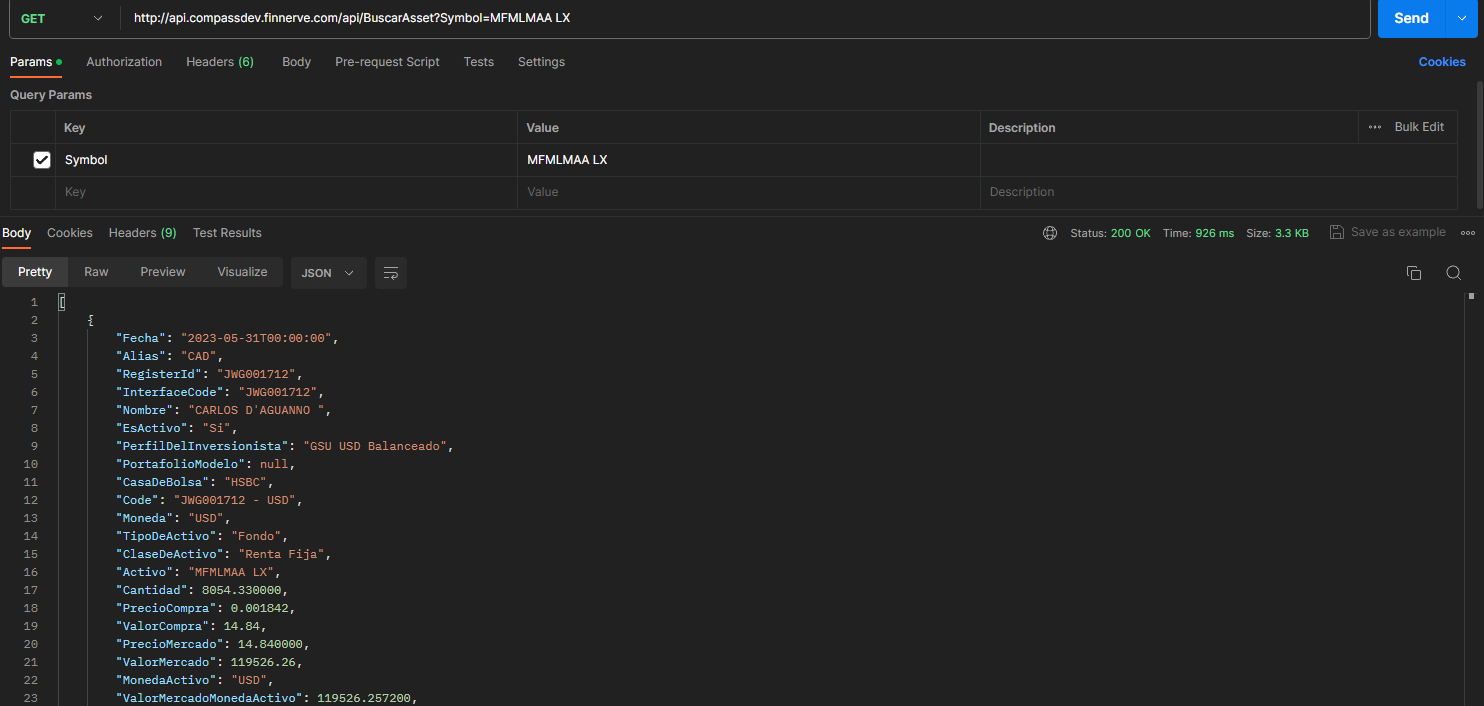 GET http://api.compassdev.finnerve.com/api/BuscarAsset?Symbol=MFMLMAA LX Send
Params Authorization Headers (6) Body Pre-request Script Tests Settings Cookies
Query Params
Key Value Description ••• Bulk Edit
Symbol MFMLMAA LX
Key Value Description
Body Cookies Headers (9) Test Results Status: 200 OK Time: 926 ms Size: 3.3 KB Save as example
Pretty Raw Preview Visualize JSON
1 [
2 {
3 "Fecha": "2023-05-31T00:00:00",
4 "Alias": "CAD",
5 "RegisterId": "JWG001712",
6 "InterfaceCode": "JWG001712",
7 "Nombre": "CARLOS D'AGUANNO ",
8 "EsActivo": "Si",
9 "PerfilDelInversionista": "GSU USD Balanceado",
10 "PortafolioModelo": null,
11 "CasaDeBolsa": "HSBC",
12 "Code": "JWG001712 - USD",
13 "Moneda": "USD",
14 "TipoDeActivo": "Fondo",
15 "ClaseDeActivo": "Renta Fija",
16 "Activo": "MFMLMAA LX",
17 "Cantidad": 8054.330000,
18 "PrecioCompra": 0.001842,
19 "ValorCompra": 14.84,
20 "PrecioMercado": 14.840000,
21 "ValorMercado": 119526.26,
22 "MonedaActivo": "USD",
23 "ValorMercadoMonedaActivo": 119526.257200,